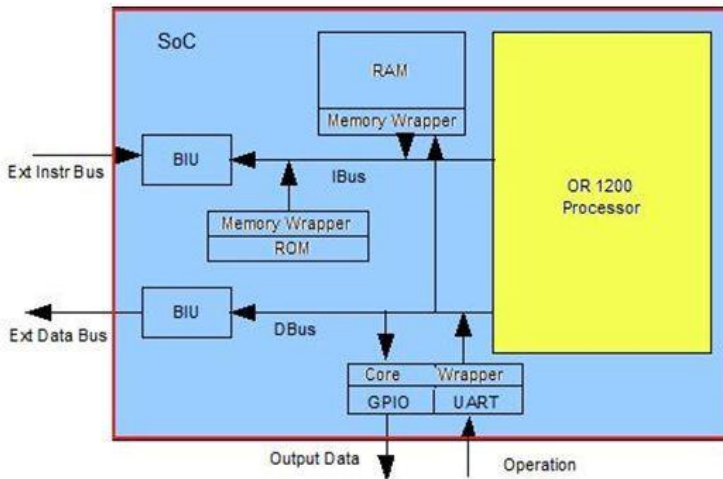 SoC
RAM
Memory Wrapper
Ext Instr Bus
BIU
IBus
OR 1200
Processor
Memory Wrapper
ROM
BIU
Ext Data Bus
DBus
Core Wrapper
GPIO UART
Output Data
Operation